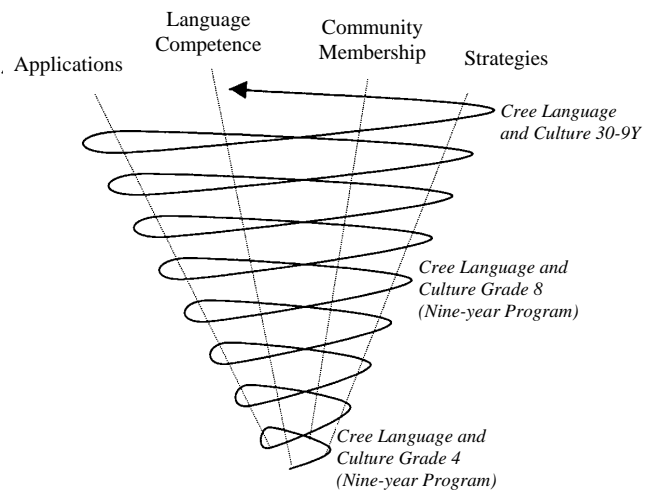 Applications
Language
Competence
Community
Membership
Strategies
Cree Language
and Culture 30-9Y
Cree Language and
Culture Grade 8
(Nine-year Program)
Cree Language and
Culture Grade 4
(Nine-year Program)